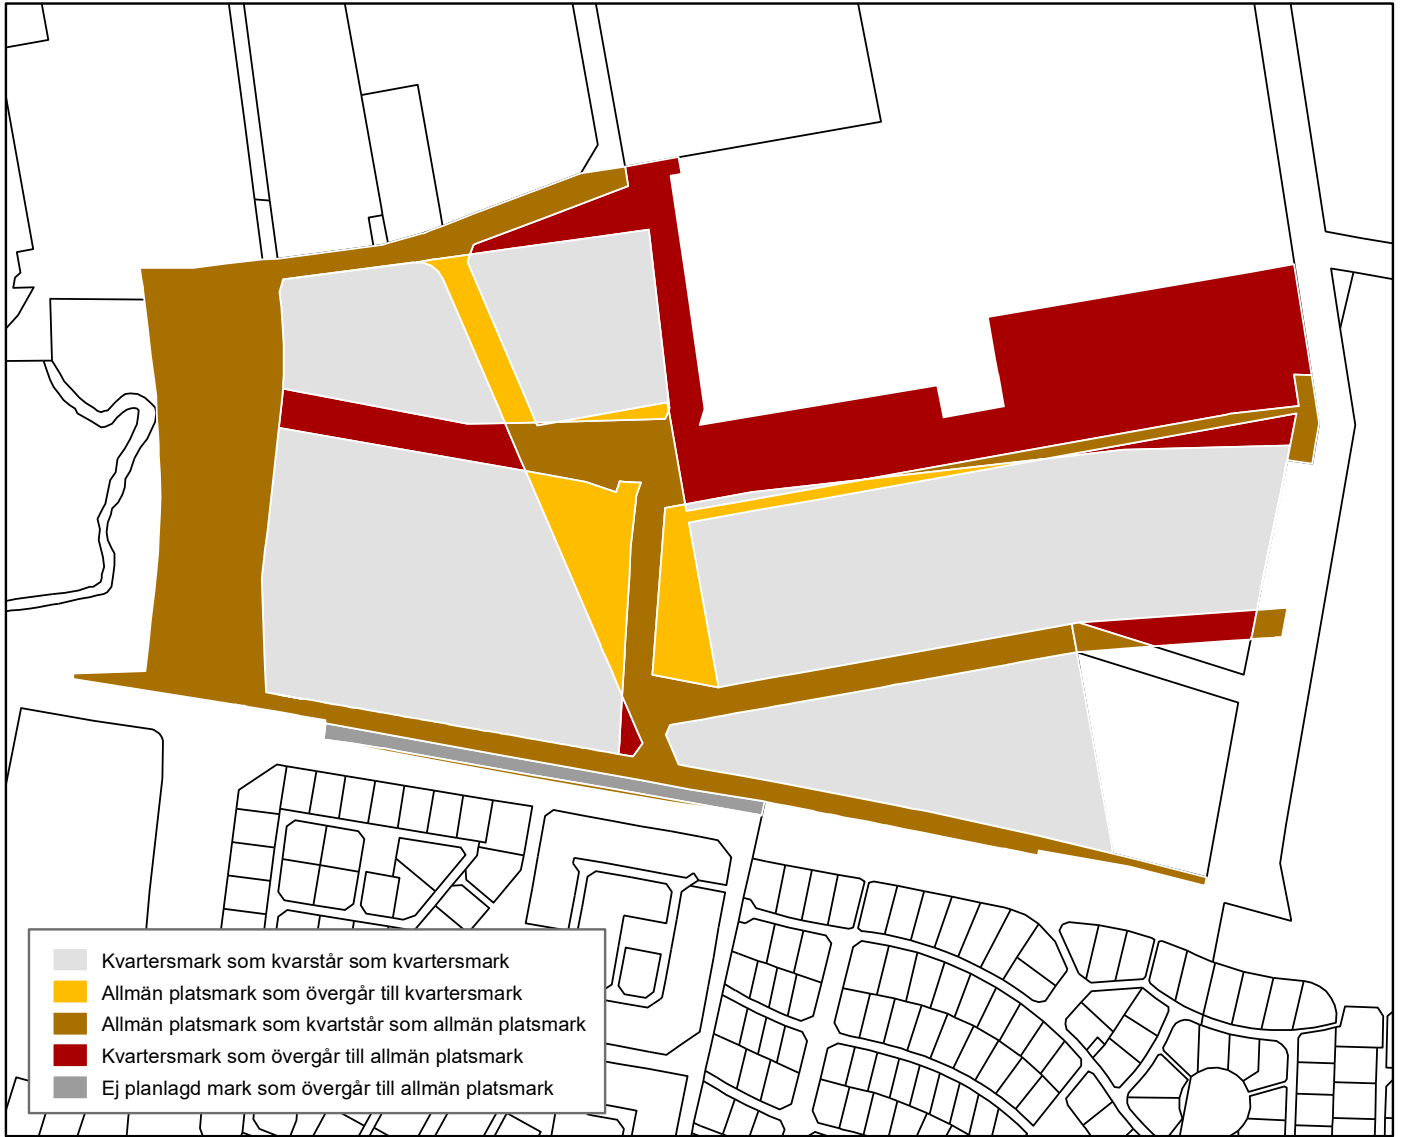 Kvartersmark som kvarstår som kvartersmark
Allmän platsmark som övergår till kvartersmark
Allmän platsmark som kvartstår som allmän platsmark
Kvartersmark som övergår till allmän platsmark
Ej planlagd mark som övergår till allmän platsmark